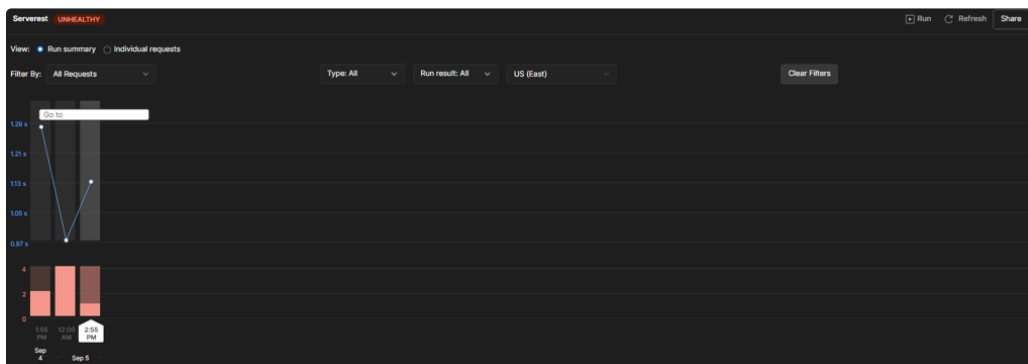 Serverest UNHEALTHY Run Refresh Share
View: Run summary Individual requests
Filter By: All Requests Type: All Run result: All US (East) Clear Filters
Go to
1.29 s
1.21 s
1.13 s
1.05 s
0.97 s
4
2
0
1:55 PM 12:00 AM 2:55 PM
Sep 4 Sep 5